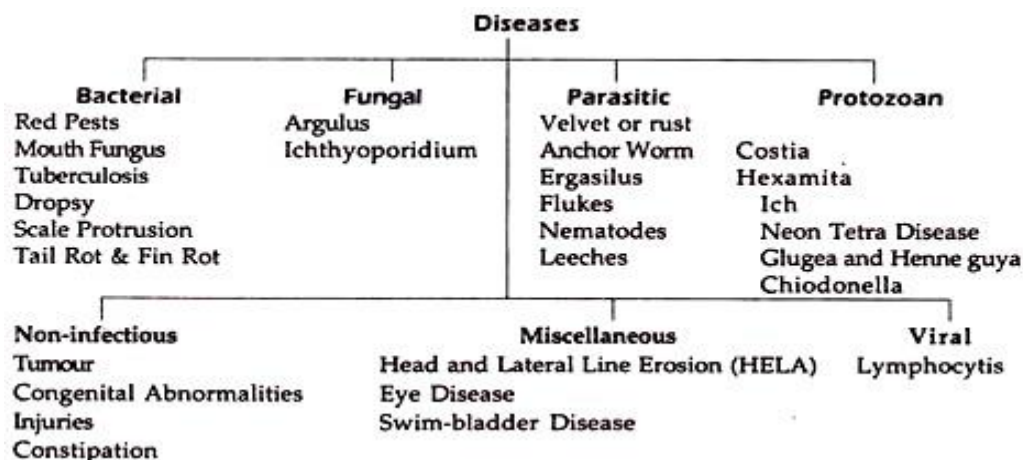 Diseases
Bacterial
Red Pests
Mouth Fungus
Tuberculosis
Dropsy
Scale Protrusion
Tail Rot & Fin Rot
Fungal
Argulus
Ichthyoporidium
Parasitic
Velvet or rust
Anchor Worm
Ergasilus
Flukes
Nematodes
Leeches
Protozoan
Costia
Hexamita
Ich
Neon Tetra Disease
Glugea and Henne guya
Chiodonella
Non-infectious
Tumour
Congenital Abnormalities
Injuries
Constipation
Miscellaneous
Head and Lateral Line Erosion (HELA)
Eye Disease
Swim-bladder Disease
Viral
Lymphocytis